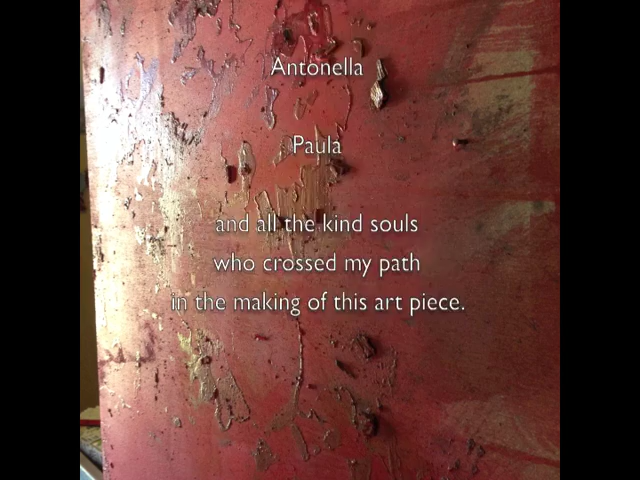 Antonella
Paula
and all the kind souls
who crossed my path
in the making of this art piece.